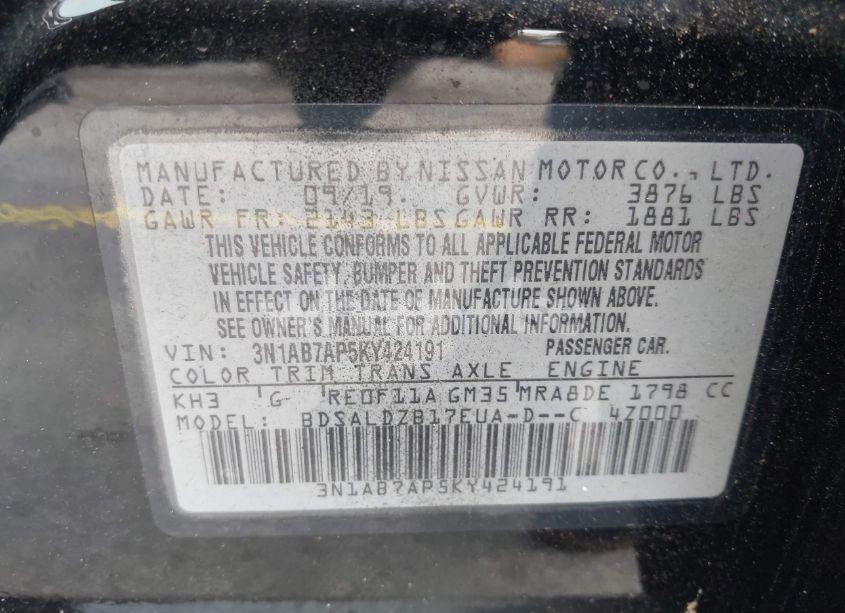 MANUFACTURED BY NISSAN MOTOR CO., LTD.
DATE: 09/19. GVWR: 3876 LBS
GAWR FR: 2143 LBS GAWR RR: 1881 LBS
THIS VEHICLE CONFORMS TO ALL APPLICABLE FEDERAL MOTOR
VEHICLE SAFETY, BUMPER AND THEFT PREVENTION STANDARDS
IN EFFECT ON THE DATE OF MANUFACTURE SHOWN ABOVE.
SEE OWNER'S MANUAL FOR ADDITIONAL INFORMATION.
VIN: 3N1AB7AP5KY424191 PASSENGER CAR.
COLOR TRIM TRANS AXLE ENGINE
KH3 G- RE0F11A GM35 MRA8DE 1798 CC
MODEL: BDSALDZB17EUA-D--C 4Z000
3N1AB7AP5KY424191